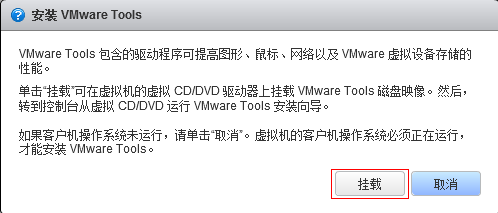 安装 VMware Tools
VMware Tools 包含的驱动程序可提高图形、鼠标、网络以及 VMware 虚拟设备存储的
性能。
单击“挂载”可在虚拟机的虚拟 CD/DVD 驱动器上挂载 VMware Tools 磁盘映像。然后，
转到控制台从虚拟 CD/DVD 运行 VMware Tools 安装向导。
如果客户机操作系统未运行，请单击“取消”。虚拟机的客户机操作系统必须正在运行，
才能安装 VMware Tools。
挂载
取消